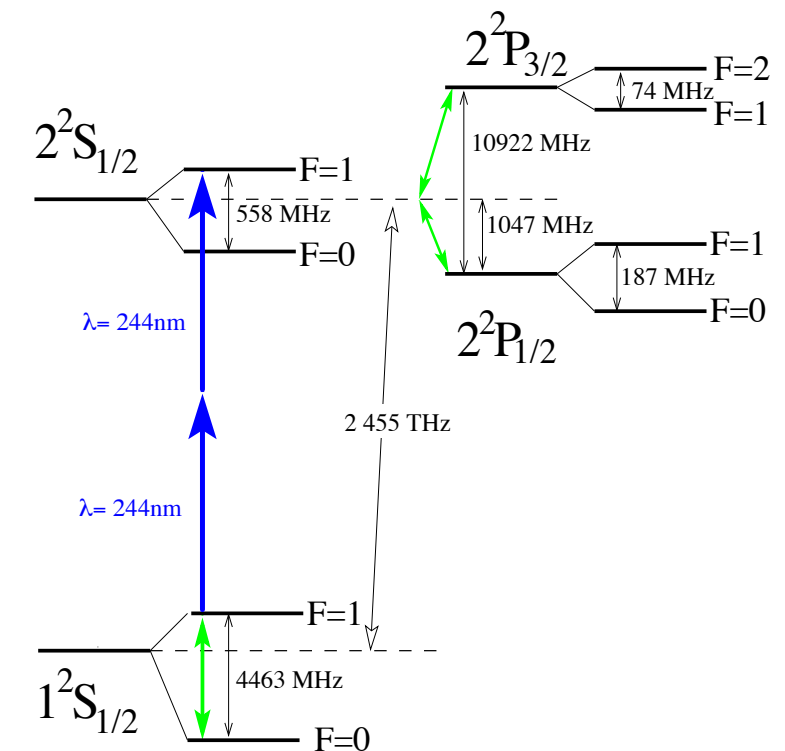 2²P₃/₂
F=2
74 MHz
F=1
10922 MHz
2²S₁/₂
F=1
558 MHz
F=0
1047 MHz
F=1
187 MHz
F=0
2²P₁/₂
λ= 244nm
2 455 THz
λ= 244nm
F=1
4463 MHz
1²S₁/₂
F=0